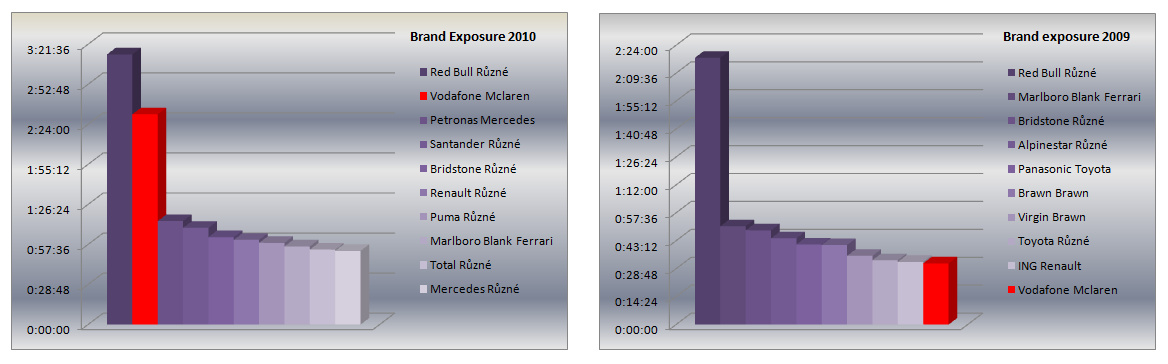 Brand Exposure 2010
3:21:36
2:52:48
2:24:00
1:55:12
1:26:24
0:57:36
0:28:48
0:00:00
Red Bull Různé
Vodafone Mclaren
Petronas Mercedes
Santander Různé
Bridstone Různé
Renault Různé
Puma Různé
Marlboro Blank Ferrari
Total Různé
Mercedes Různé
Brand exposure 2009
2:24:00
2:09:36
1:55:12
1:40:48
1:26:24
1:12:00
0:57:36
0:43:12
0:28:48
0:14:24
0:00:00
Red Bull Různé
Marlboro Blank Ferrari
Bridstone Různé
Alpinestar Různé
Panasonic Toyota
Brawn Brawn
Virgin Brawn
Toyota Různé
ING Renault
Vodafone Mclaren